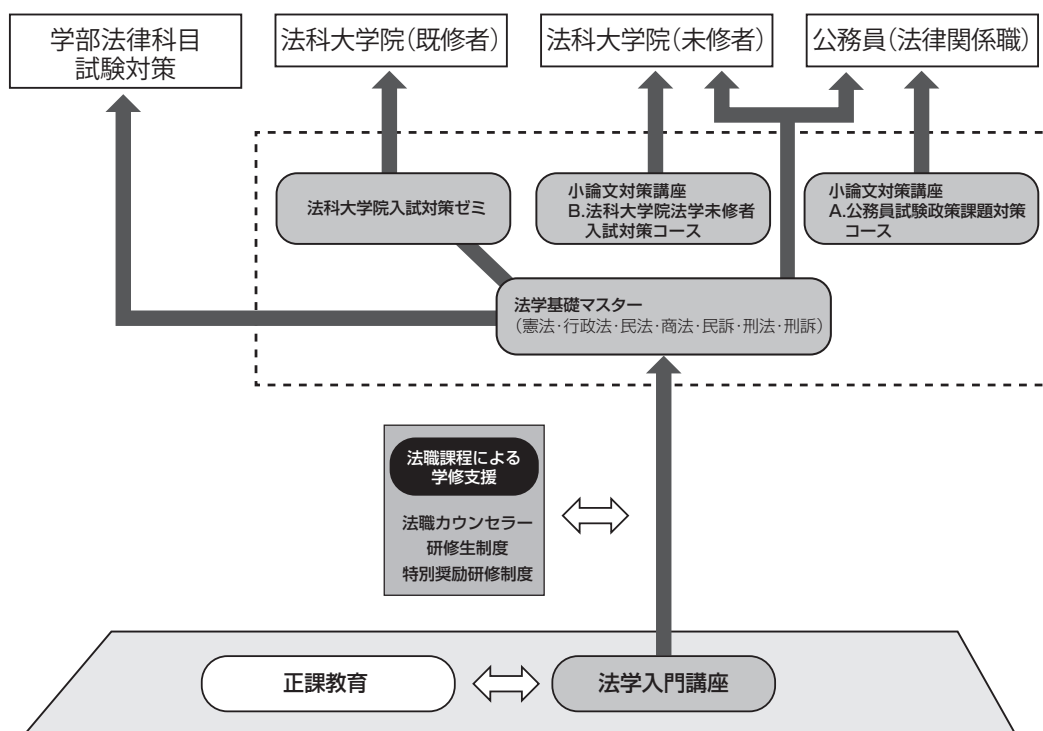 学部法律科目
試験対策
法科大学院（既修者）
法科大学院（未修者）
公務員（法律関係職）
法科大学院入試対策ゼミ
小論文対策講座
B.法科大学院法学未修者
入試対策コース
小論文対策講座
A.公務員試験政策課題対策
コース
法学基礎マスター
（憲法・行政法・民法・商法・民訴・刑法・刑訴）
法職課程による
学修支援
法職カウンセラー
研修生制度
特別奨励研修制度
正課教育
法学入門講座